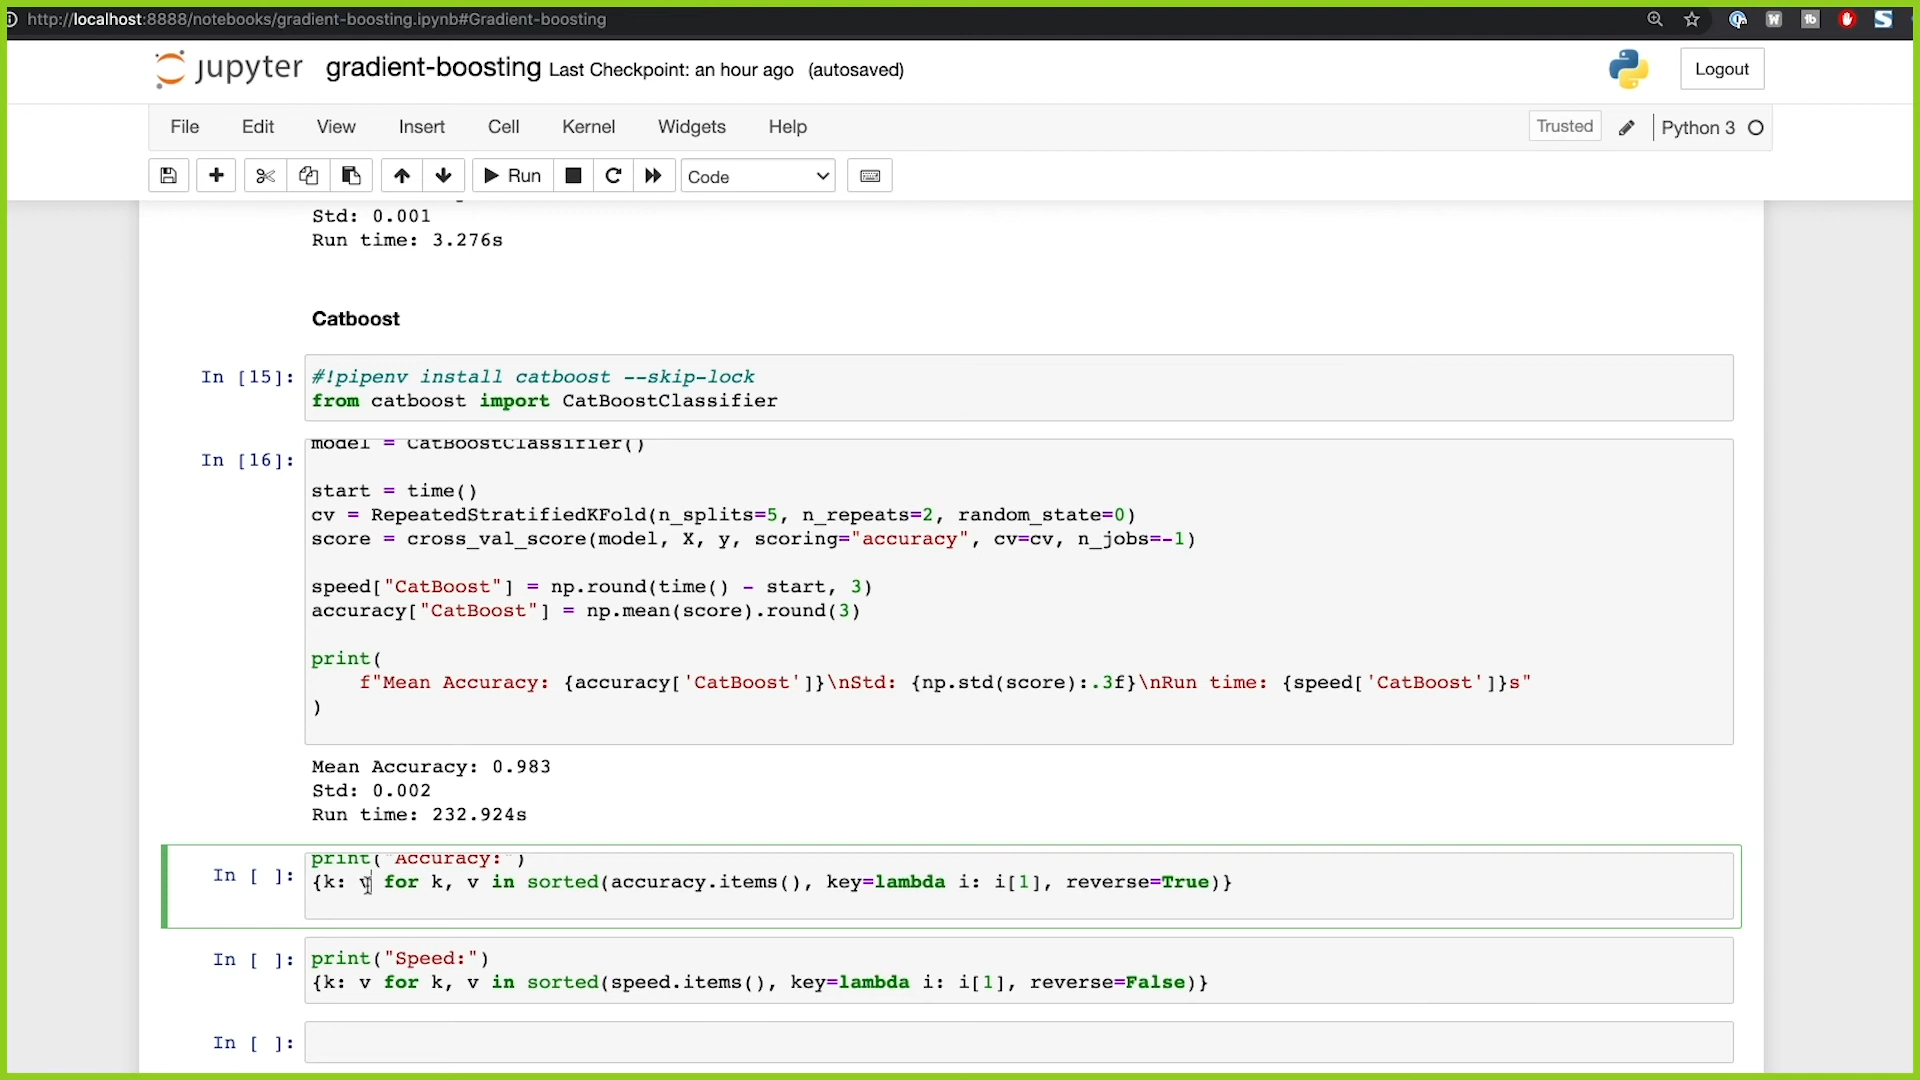 http://localhost:8888/notebooks/gradient-boosting.ipynb#Gradient-boosting
W
tb
S
jupyter gradient-boosting Last Checkpoint: an hour ago (autosaved)
Logout
File Edit View Insert Cell Kernel Widgets Help
Trusted Python 3
Run Code
Std: 0.001
Run time: 3.276s
Catboost
In [15]: #!pipenv install catboost --skip-lock
from catboost import CatBoostClassifier
model = CatBoostClassifier()
In [16]:
start = time()
cv = RepeatedStratifiedKFold(n_splits=5, n_repeats=2, random_state=0)
score = cross_val_score(model, X, y, scoring="accuracy", cv=cv, n_jobs=-1)
speed["CatBoost"] = np.round(time() - start, 3)
accuracy["CatBoost"] = np.mean(score).round(3)
print(
f"Mean Accuracy: {accuracy['CatBoost']}\nStd: {np.std(score):.3f}\nRun time: {speed['CatBoost']}s"
)
Mean Accuracy: 0.983
Std: 0.002
Run time: 232.924s
print("Accuracy:")
In [ ]: {k: v for k, v in sorted(accuracy.items(), key=lambda i: i[1], reverse=True)}
In [ ]: print("Speed:")
{k: v for k, v in sorted(speed.items(), key=lambda i: i[1], reverse=False)}
In [ ]: